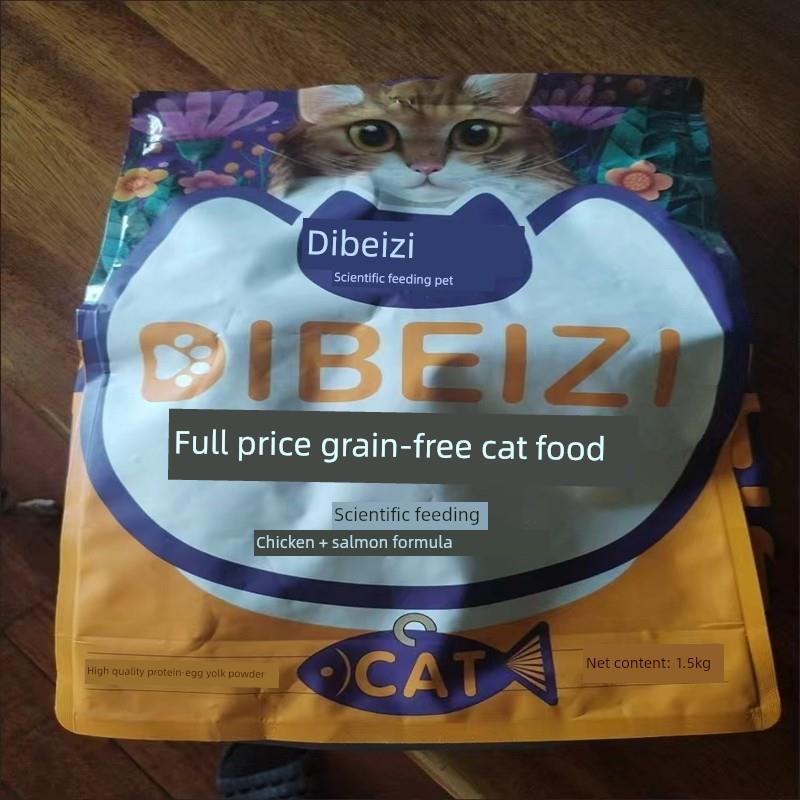 Dibeizi
Scientific feeding pet
DIBEIZI
Full price grain-free cat food
Scientific feeding
Chicken + salmon formula
CAT
High quality protein-egg yolk powder
Net content: 1.5kg